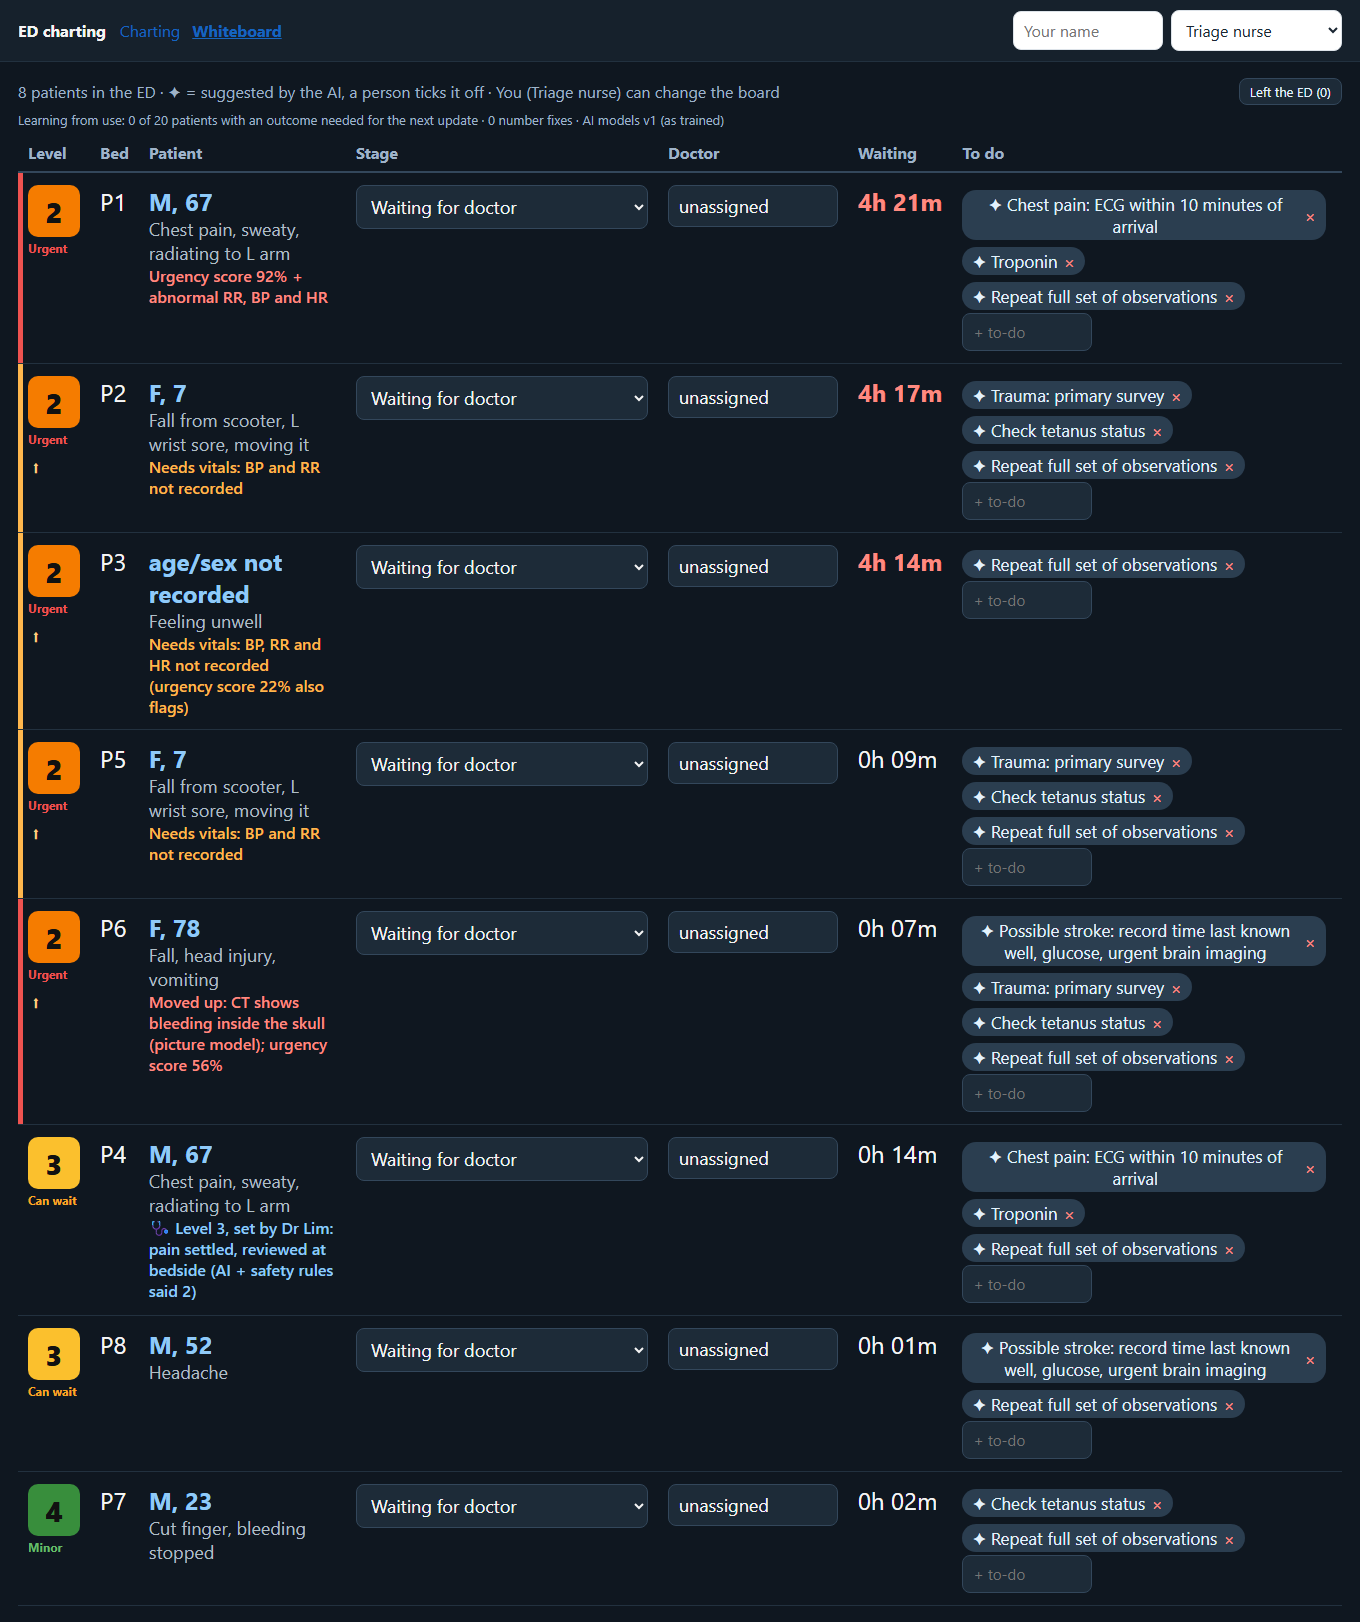 ED charting Charting Whiteboard Your name Triage nurse
8 patients in the ED · ✦ = suggested by the AI, a person ticks it off · You (Triage nurse) can change the board
Left the ED (0)
Learning from use: 0 of 20 patients with an outcome needed for the next update · 0 number fixes · AI models v1 (as trained)
Level Bed Patient Stage Doctor Waiting To do
2
Urgent
P1
M, 67
Chest pain, sweaty,
radiating to L arm
Urgency score 92% +
abnormal RR, BP and HR
Waiting for doctor
unassigned
4h 21m
✦ Chest pain: ECG within 10 minutes of
arrival ×
✦ Troponin ×
✦ Repeat full set of observations ×
+ to-do
2
Urgent
↑
P2
F, 7
Fall from scooter, L
wrist sore, moving it
Needs vitals: BP and RR
not recorded
Waiting for doctor
unassigned
4h 17m
✦ Trauma: primary survey ×
✦ Check tetanus status ×
✦ Repeat full set of observations ×
+ to-do
2
Urgent
↑
P3
age/sex not
recorded
Feeling unwell
Needs vitals: BP, RR and
HR not recorded
(urgency score 22% also
flags)
Waiting for doctor
unassigned
4h 14m
✦ Repeat full set of observations ×
+ to-do
2
Urgent
↑
P5
F, 7
Fall from scooter, L
wrist sore, moving it
Needs vitals: BP and RR
not recorded
Waiting for doctor
unassigned
0h 09m
✦ Trauma: primary survey ×
✦ Check tetanus status ×
✦ Repeat full set of observations ×
+ to-do
2
Urgent
↑
P6
F, 78
Fall, head injury,
vomiting
Moved up: CT shows
bleeding inside the skull
(picture model); urgency
score 56%
Waiting for doctor
unassigned
0h 07m
✦ Possible stroke: record time last known
well, glucose, urgent brain imaging ×
✦ Trauma: primary survey ×
✦ Check tetanus status ×
✦ Repeat full set of observations ×
+ to-do
3
Can wait
P4
M, 67
Chest pain, sweaty,
radiating to L arm
🩺 Level 3, set by Dr Lim:
pain settled, reviewed at
bedside (AI + safety rules
said 2)
Waiting for doctor
unassigned
0h 14m
✦ Chest pain: ECG within 10 minutes of
arrival ×
✦ Troponin ×
✦ Repeat full set of observations ×
+ to-do
3
Can wait
P8
M, 52
Headache
Waiting for doctor
unassigned
0h 01m
✦ Possible stroke: record time last known
well, glucose, urgent brain imaging ×
✦ Repeat full set of observations ×
+ to-do
4
Minor
P7
M, 23
Cut finger, bleeding
stopped
Waiting for doctor
unassigned
0h 02m
✦ Check tetanus status ×
✦ Repeat full set of observations ×
+ to-do